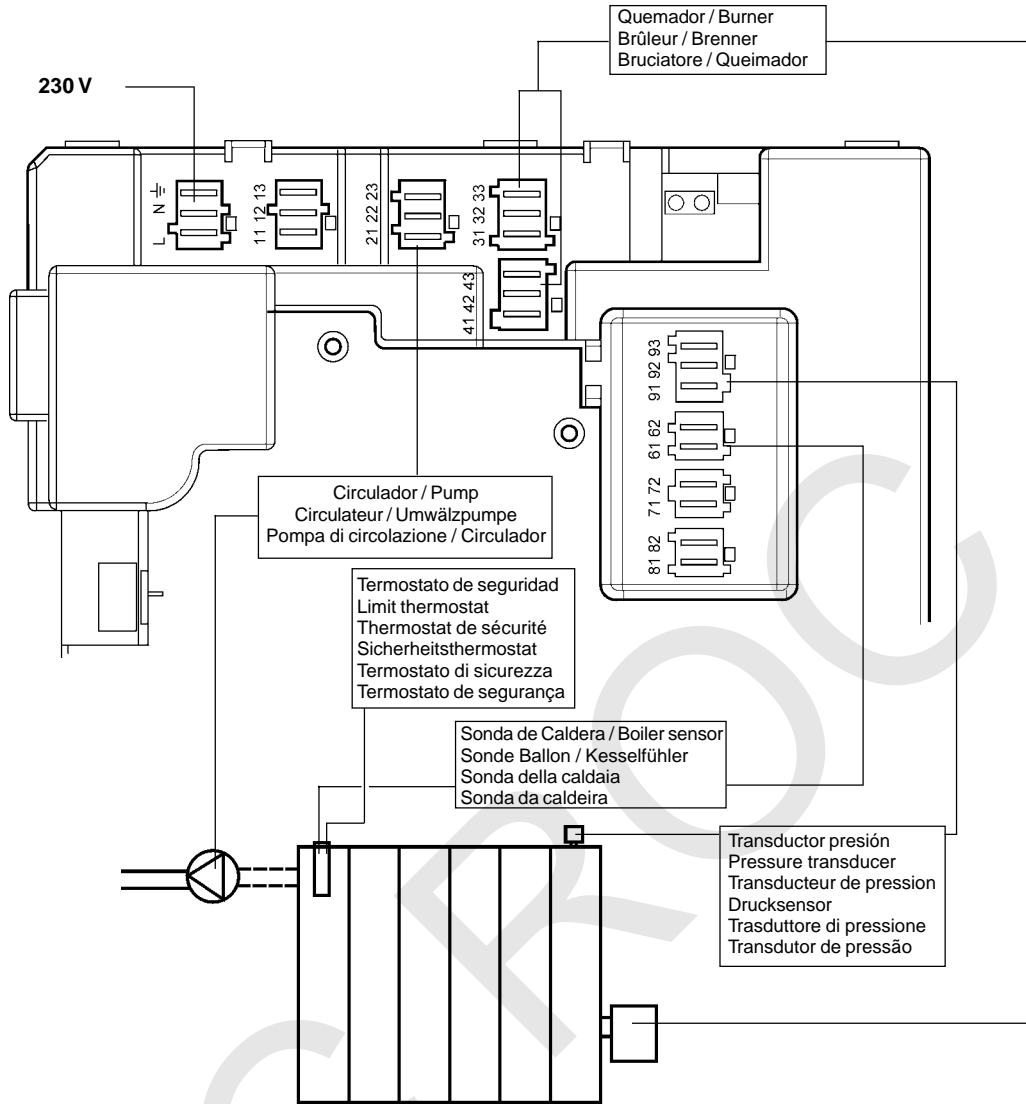 Quemador / Burner
Brûleur / Brenner
Bruciatore / Queimador
230 V
L N ⏚
11 12 13
21 22 23
31 32 33
41 42 43
91 92 93
61 62
71 72
81 82
Circulador / Pump
Circulateur / Umwälzpumpe
Pompa di circolazione / Circulador
Termostato de seguridad
Limit thermostat
Thermostat de sécurité
Sicherheitsthermostat
Termostato di sicurezza
Termostato de segurança
Sonda de Caldera / Boiler sensor
Sonde Ballon / Kesselfühler
Sonda della caldaia
Sonda da caldeira
Transductor presión
Pressure transducer
Transducteur de pression
Drucksensor
Trasduttore di pressione
Transdutor de pressão
ROC